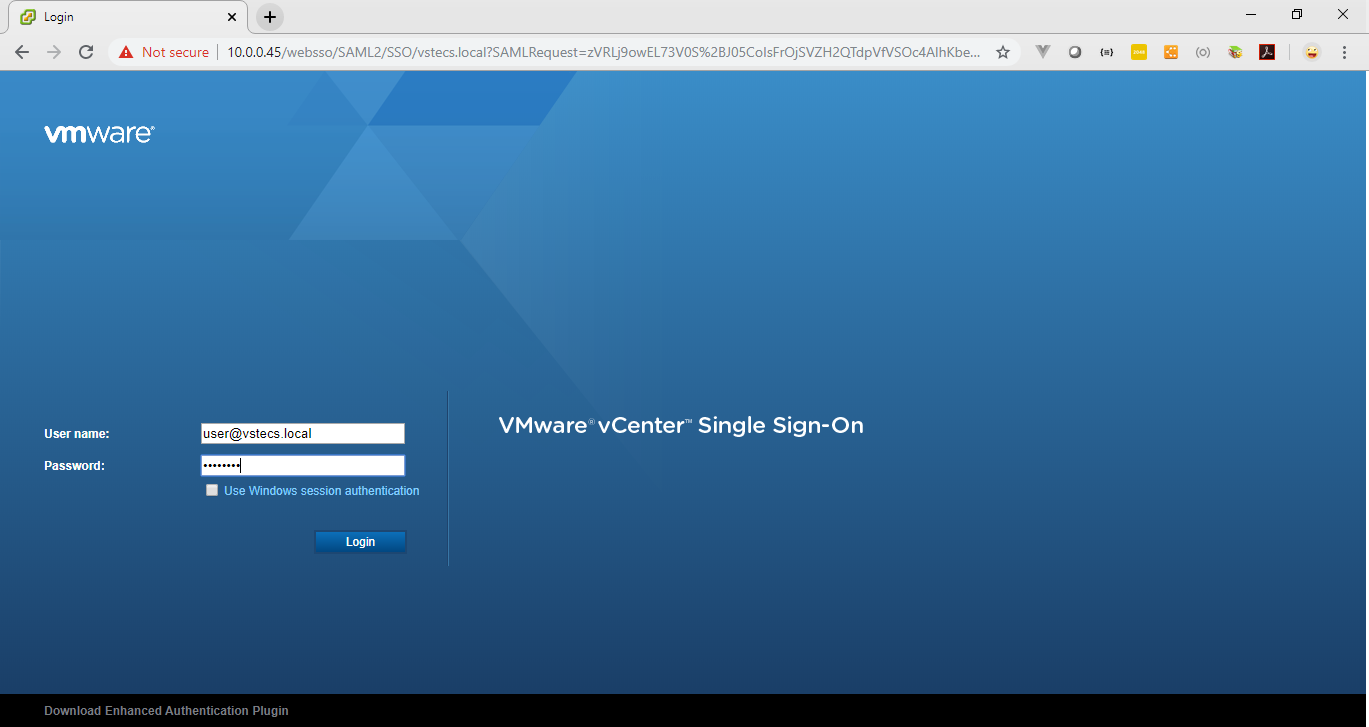 Login
Not secure
10.0.0.45/websso/SAML2/SSO/vstecs.local?SAMLRequest=zVRLj9owEL73V0S%2BJ05CoIsFrOjSVZH2QTdpVfVSOc4AlhKbe...
vmware
User name:
user@vstecs.local
Password:
••••••••
Use Windows session authentication
Login
VMware® vCenter™ Single Sign-On
Download Enhanced Authentication Plugin